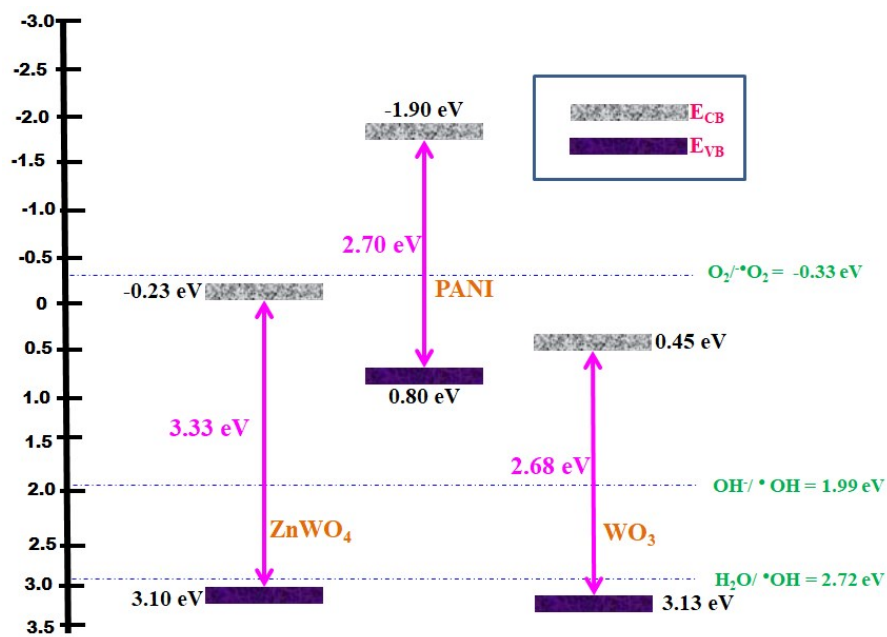 -3.0
-2.5
-2.0
-1.5
-1.0
-0.5
0
0.5
1.0
1.5
2.0
2.5
3.0
3.5
-1.90 eV
E_CB
E_VB
2.70 eV
O₂/⁻•O₂ = -0.33 eV
-0.23 eV
PANI
0.45 eV
0.80 eV
3.33 eV
2.68 eV
OH⁻/ • OH = 1.99 eV
ZnWO₄
WO₃
H₂O/ •OH = 2.72 eV
3.10 eV
3.13 eV